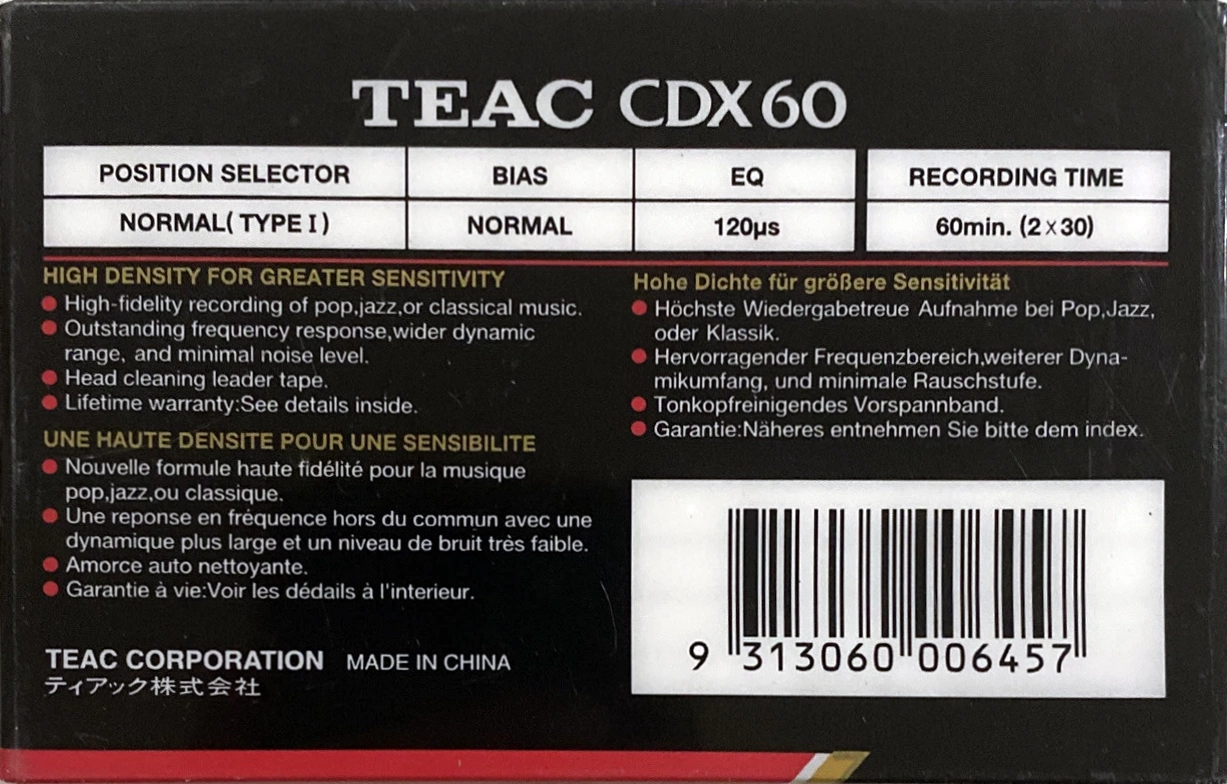 TEAC CDX 60
POSITION SELECTOR BIAS EQ RECORDING TIME
NORMAL( TYPE I ) NORMAL 120µs 60min. (2×30)
HIGH DENSITY FOR GREATER SENSITIVITY
● High-fidelity recording of pop,jazz,or classical music.
● Outstanding frequency response,wider dynamic
range, and minimal noise level.
● Head cleaning leader tape.
● Lifetime warranty:See details inside.
UNE HAUTE DENSITE POUR UNE SENSIBILITE
● Nouvelle formule haute fidélité pour la musique
pop,jazz,ou classique.
● Une reponse en fréquence hors du commun avec une
dynamique plus large et un niveau de bruit très faible.
● Amorce auto nettoyante.
● Garantie à vie:Voir les dédails à l'interieur.
TEAC CORPORATION MADE IN CHINA
ティアック株式会社
Hohe Dichte für größere Sensitivität
● Höchste Wiedergabetreue Aufnahme bei Pop,Jazz,
oder Klassik.
● Hervorragender Frequenzbereich,weiterer Dyna-
mikumfang, und minimale Rauschstufe.
● Tonkopfreinigendes Vorspannband.
● Garantie:Näheres entnehmen Sie bitte dem index.
9 313060 006457